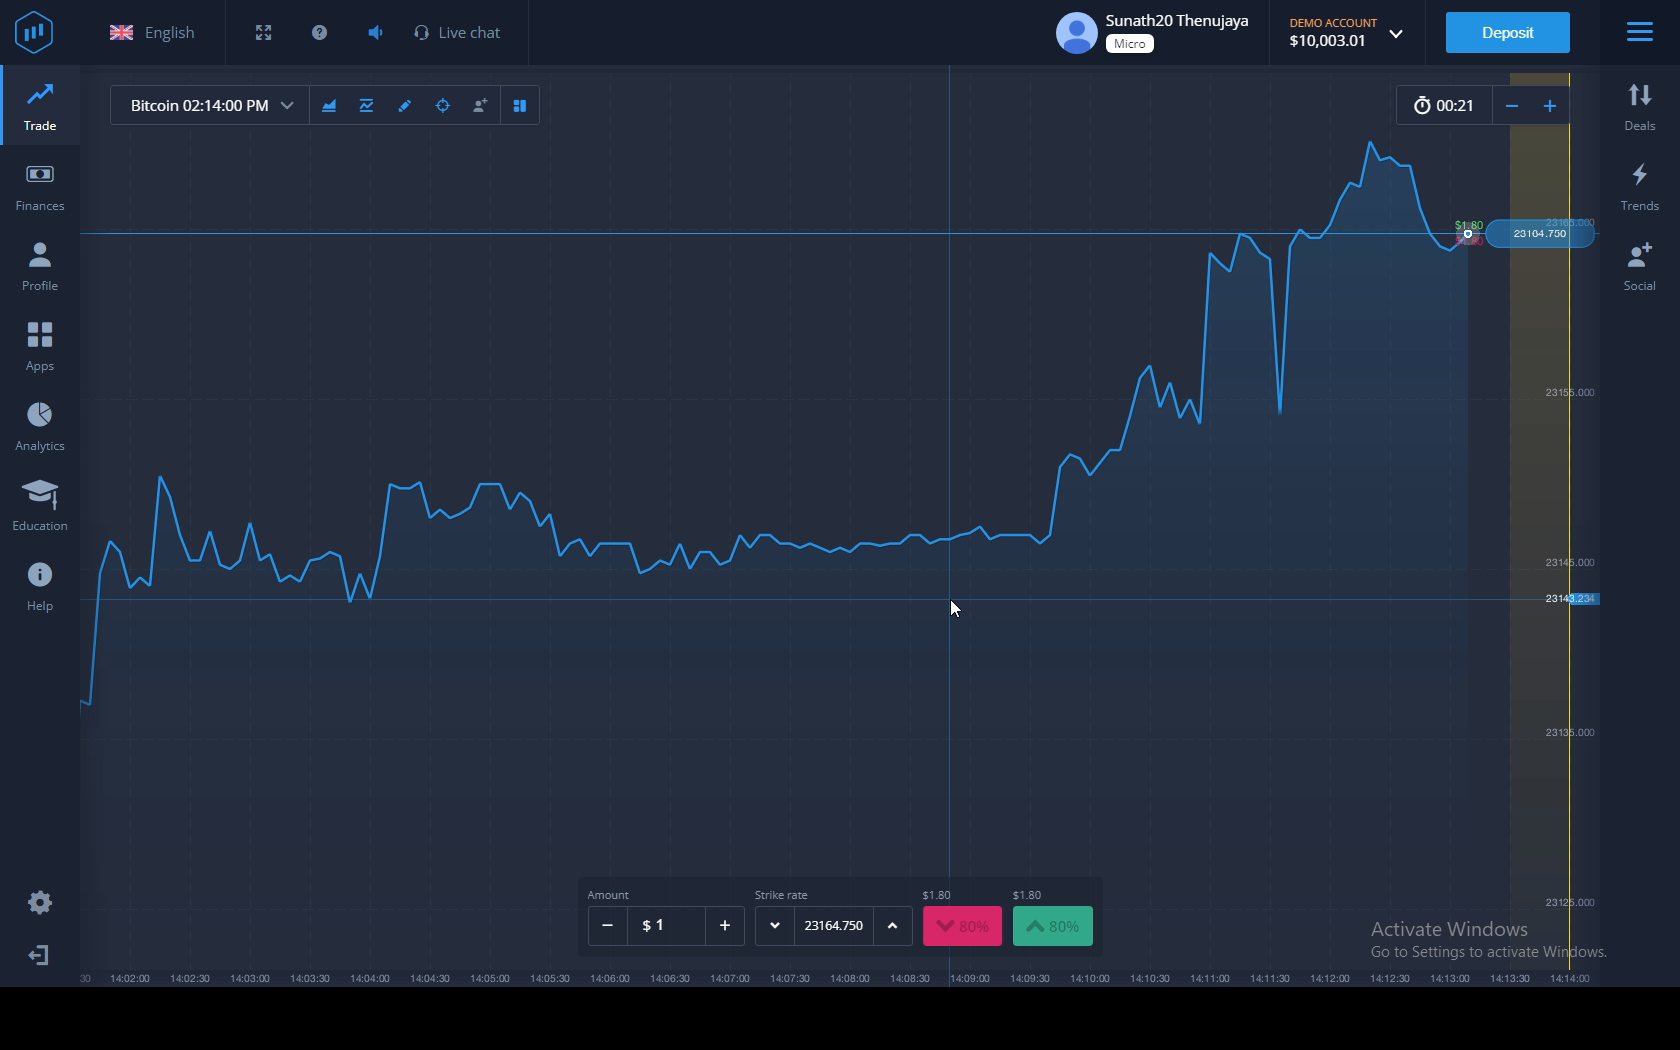 English
Live chat
Sunath20 Thenujaya
Micro
DEMO ACCOUNT
$10,003.01
Deposit
Trade
Finances
Profile
Apps
Analytics
Education
Help
Bitcoin 02:14:00 PM
00:21
Deals
Trends
Social
$1.80
23165.000
23164.750
23155.000
23145.000
23143.234
23135.000
23125.000
Amount
Strike rate
$1.80
$1.80
$ 1
23164.750
80%
80%
Activate Windows
Go to Settings to activate Windows.
:30 14:02:00 14:02:30 14:03:00 14:03:30 14:04:00 14:04:30 14:05:00 14:05:30 14:06:00 14:06:30 14:07:00 14:07:30 14:08:00 14:08:30 14:09:00 14:09:30 14:10:00 14:10:30 14:11:00 14:11:30 14:12:00 14:12:30 14:13:00 14:13:30 14:14:00